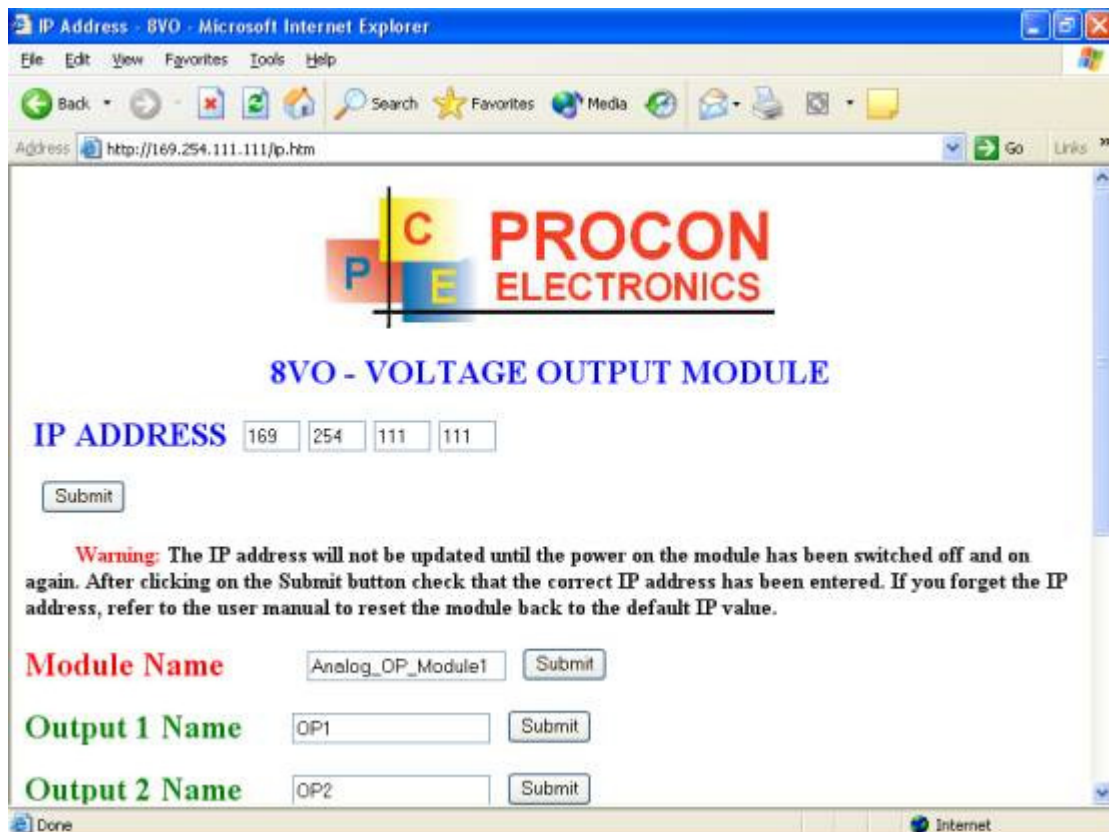 IP Address - 8VO - Microsoft Internet Explorer
File Edit View Favorites Tools Help
Back Search Favorites Media
Address http://169.254.111.111/ip.htm Go Links »
P C E PROCON
ELECTRONICS
8VO - VOLTAGE OUTPUT MODULE
IP ADDRESS 169 254 111 111
Submit
Warning: The IP address will not be updated until the power on the module has been switched off and on
again. After clicking on the Submit button check that the correct IP address has been entered. If you forget the IP
address, refer to the user manual to reset the module back to the default IP value.
Module Name Analog_OP_Module1 Submit
Output 1 Name OP1 Submit
Output 2 Name OP2 Submit
Done Internet